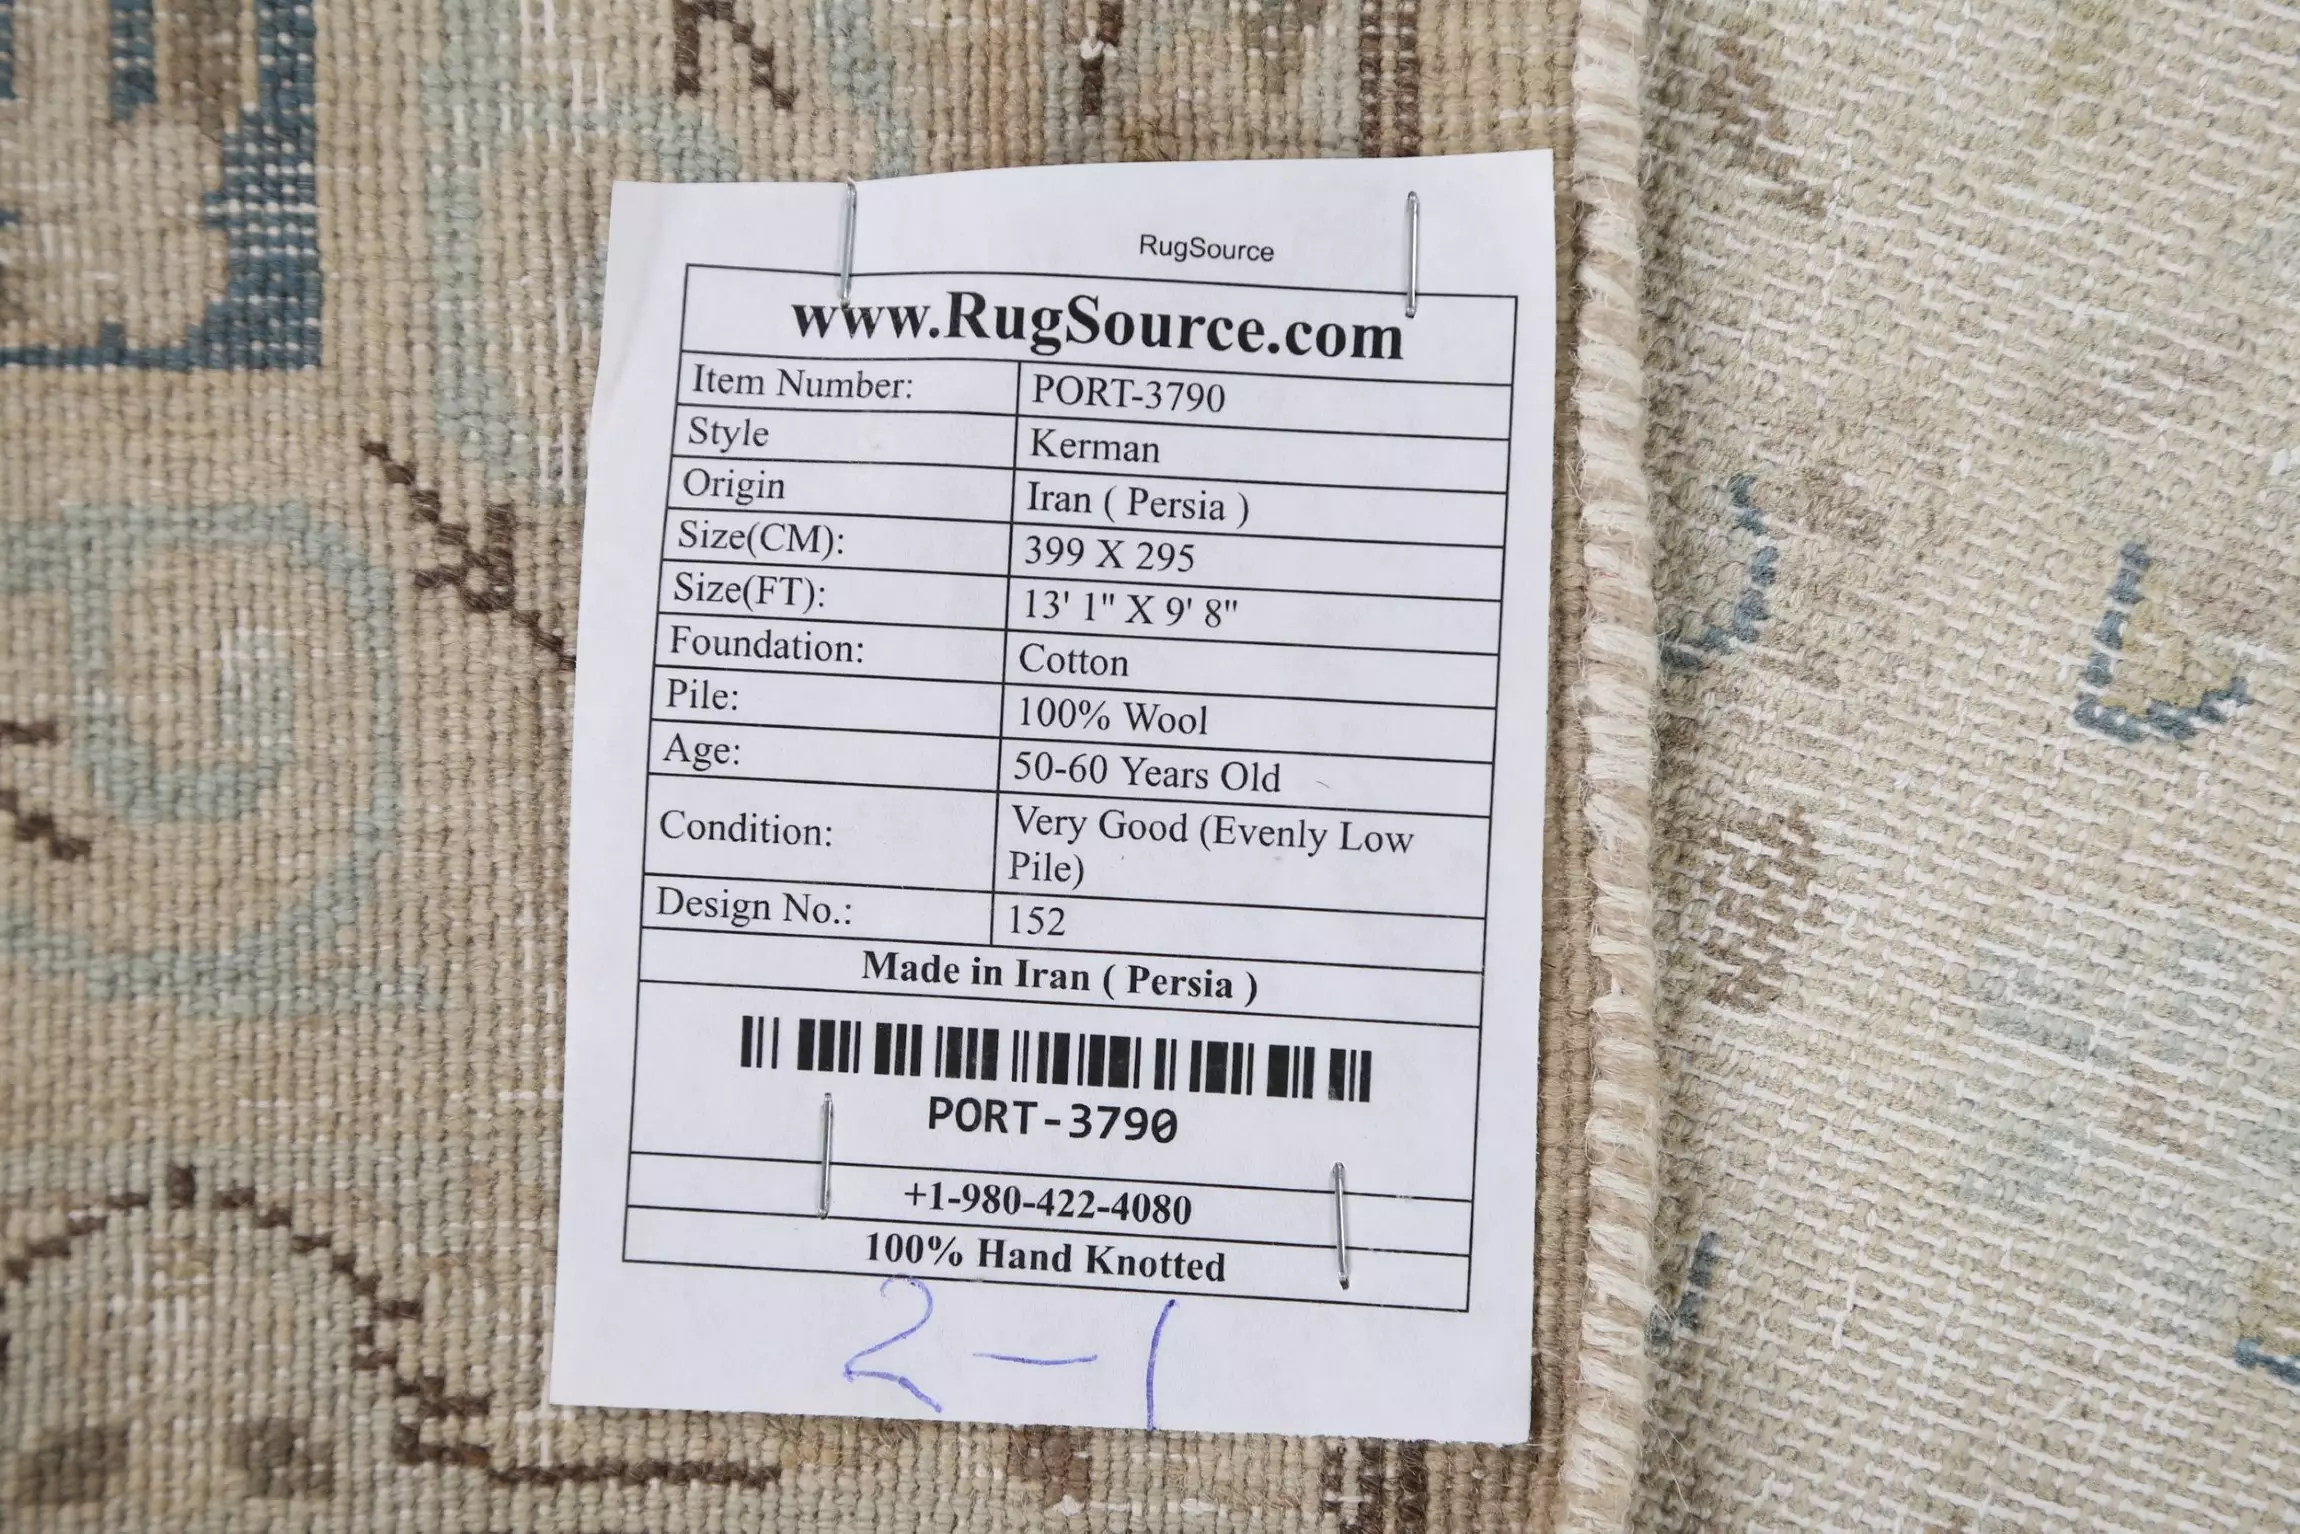 RugSource
www.RugSource.com
Item Number: PORT-3790
Style Kerman
Origin Iran ( Persia )
Size(CM): 399 X 295
Size(FT): 13' 1" X 9' 8"
Foundation: Cotton
Pile: 100% Wool
Age: 50-60 Years Old
Condition: Very Good (Evenly Low
Pile)
Design No.: 152
Made in Iran ( Persia )
PORT-3790
+1-980-422-4080
100% Hand Knotted
2-1